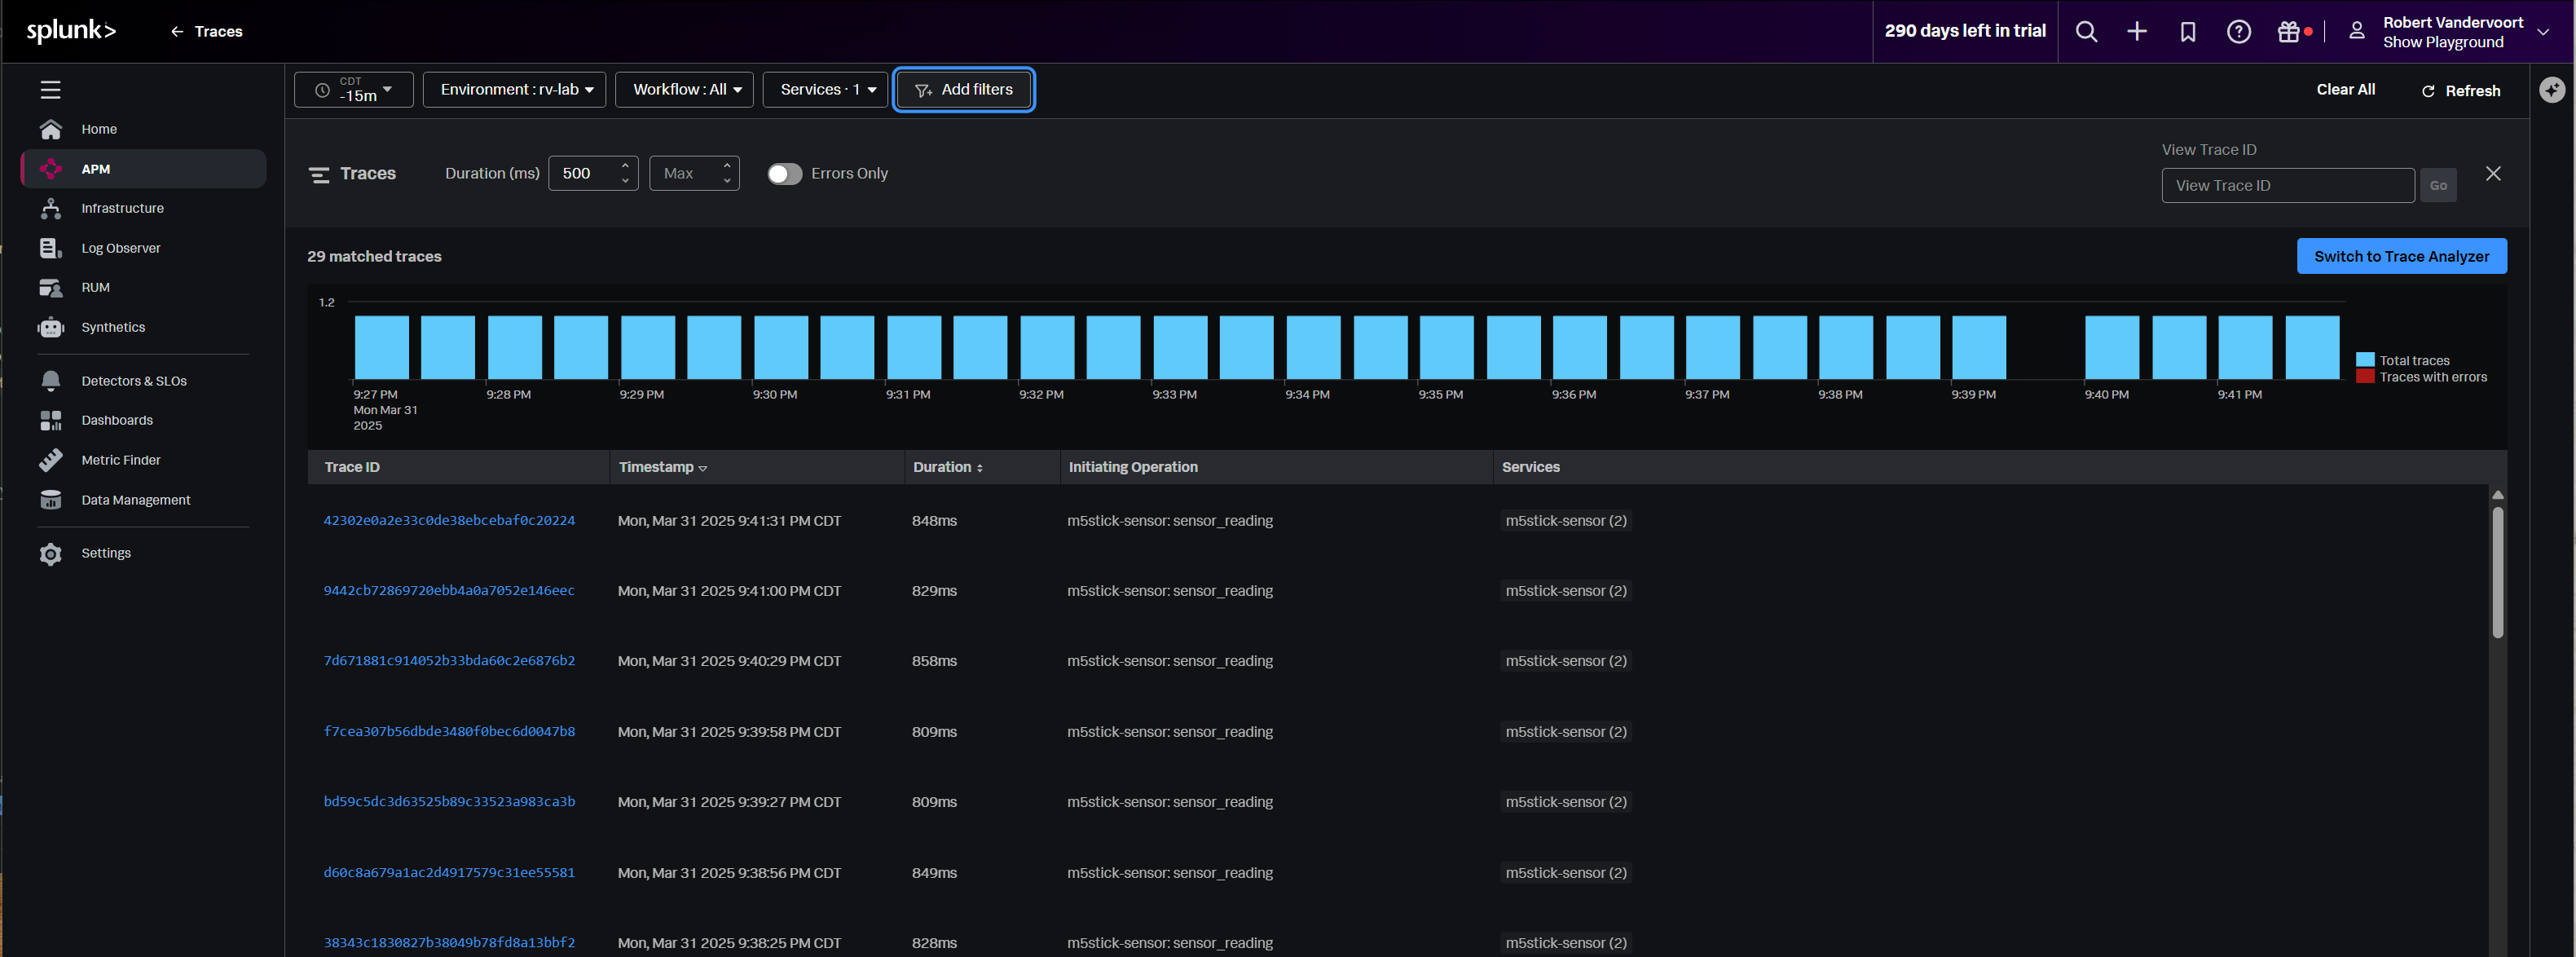 splunk>
Traces
290 days left in trial
Robert Vandervoort
Show Playground
Home
APM
Infrastructure
Log Observer
RUM
Synthetics
Detectors & SLOs
Dashboards
Metric Finder
Data Management
Settings
CDT
-15m
Environment : rv-lab
Workflow : All
Services · 1
Add filters
Clear All
Refresh
Traces
Duration (ms)
500
Max
Errors Only
View Trace ID
View Trace ID
Go
29 matched traces
Switch to Trace Analyzer
1.2
9:27 PM 9:28 PM 9:29 PM 9:30 PM 9:31 PM 9:32 PM 9:33 PM 9:34 PM 9:35 PM 9:36 PM 9:37 PM 9:38 PM 9:39 PM 9:40 PM 9:41 PM
Mon Mar 31
2025
Total traces
Traces with errors
Trace ID Timestamp Duration Initiating Operation Services
42302e0a2e33c0de38ebcebaf0c20224 Mon, Mar 31 2025 9:41:31 PM CDT 848ms m5stick-sensor: sensor_reading m5stick-sensor (2)
9442cb72869720ebb4a0a7052e146eec Mon, Mar 31 2025 9:41:00 PM CDT 829ms m5stick-sensor: sensor_reading m5stick-sensor (2)
7d671881c914052b33bda60c2e6876b2 Mon, Mar 31 2025 9:40:29 PM CDT 858ms m5stick-sensor: sensor_reading m5stick-sensor (2)
f7cea307b56dbde3480f0bec6d0047b8 Mon, Mar 31 2025 9:39:58 PM CDT 809ms m5stick-sensor: sensor_reading m5stick-sensor (2)
bd59c5dc3d63525b89c33523a983ca3b Mon, Mar 31 2025 9:39:27 PM CDT 809ms m5stick-sensor: sensor_reading m5stick-sensor (2)
d60c8a679a1ac2d4917579c31ee55581 Mon, Mar 31 2025 9:38:56 PM CDT 849ms m5stick-sensor: sensor_reading m5stick-sensor (2)
38343c1830827b38049b78fd8a13bbf2 Mon, Mar 31 2025 9:38:25 PM CDT 828ms m5stick-sensor: sensor_reading m5stick-sensor (2)